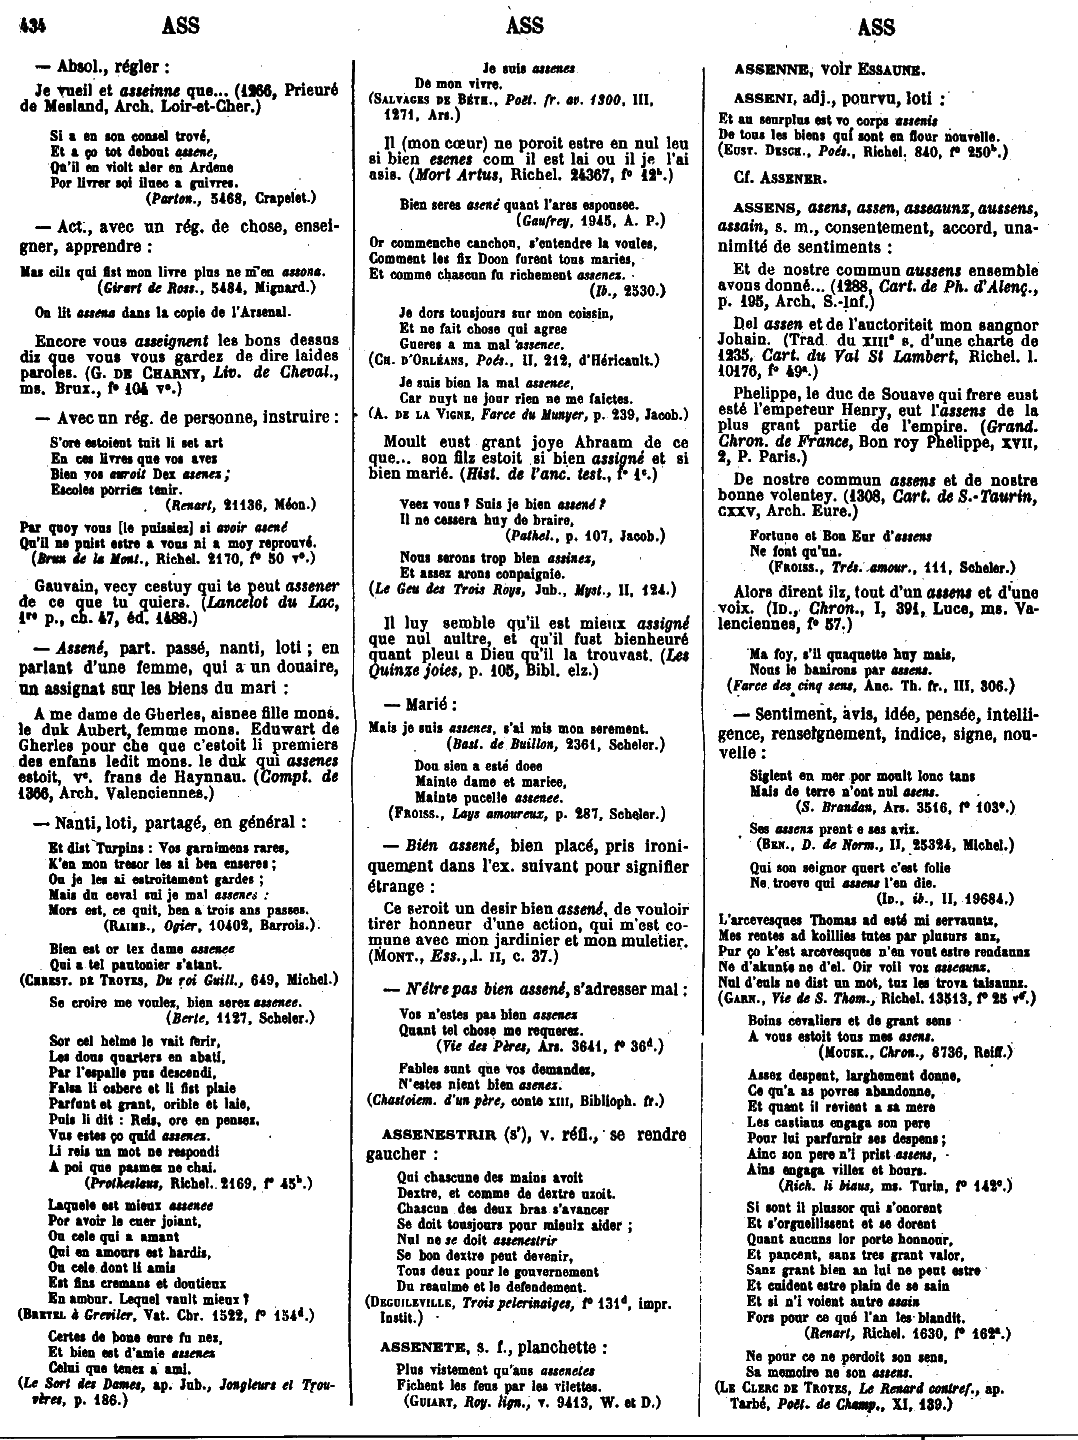 434 ASS ASS ASS
— Absol., régler :
Je vueil et asseinne que... (1266, Prieuré
de Mesland, Arch. Loir-et-Cher.)
Si a en son consel trové,
Et a ço tot debout assene,
Qu'il en violt aler en Ardene
Por livrer soi iluec a guivres.
(Parton., 5468, Crapelet.)
— Act., avec un rég. de chose, ensei-
gner, apprendre :
Mas cils qui fist mon livre plus ne m'en assona.
(Girart de Ross., 5484, Mignard.)
On lit assena dans la copie de l'Arsenal.
Encore vous asseignent les bons dessus
diz que vous vous gardez de dire laides
paroles. (G. DE CHARNY, Liv. de Cheval.,
ms. Brux., f° 104 v°.)
— Avec un rég. de personne, instruire :
S'ore estoient tuit li set art
En ces livres que vos aves
Bien vos auroit Dex asenez ;
Escoles porries tenir.
(Renart, 21136, Méon.)
Par quoy vous [le puissiez] si avoir asené
Qu'il ne puist estre a vous ni a moy reprouvé.
(Brun de la Mont., Richel. 2170, f° 50 v°.)
Gauvain, vecy cestuy qui te peut assener
de ce que tu quiers. (Lancelot du Lac,
1re p., ch. 47, éd. 1488.)
— Assené, part. passé, nanti, loti ; en
parlant d'une femme, qui a un douaire,
un assignat sur les biens du mari :
A me dame de Gherles, aisnee fille mons.
le duk Aubert, femme mons. Eduwart de
Gherles pour che que c'estoit li premiers
des enfans ledit mons. le duk qui assenes
estoit, v°. frans de Haynnau. (Compt. de
1366, Arch. Valenciennes.)
— Nanti, loti, partagé, en général :
Et dist Turpins : Vos garnimens rares,
K'en mon tresor les ai ben enseres ;
Ou je les ai estroitement gardes ;
Mais du ceval sui je mal assenes :
Mors est, ce quit, ben a trois ans passes.
(RAIMB., Ogier, 10402, Barrois.)
Bien est or tex dame assenee
Qui a tel pautonier s'atant.
(CHREST. DE TROYES, Du roi Guill., 649, Michel.)
Se croire me voulez, bien serez assenee.
(Berte, 1127, Scheler.)
Sor cel helme le vait ferir,
Les dous quarters en abati,
Par l'espalle pus descendi,
Falsa li osbere et li fist plaie
Parfont et grant, orible et laie,
Puis li dit : Reis, ore en pensez,
Vus estes ço quid assenez.
Li reis un mot ne respondi
A poi que pasmez ne chai.
(Protheslaus, Richel. 2169, f° 45b.)
Laquele est mieux assenee
Por avoir le cuer joiant,
Ou cele qui a amant
Qui en amours est hardis,
Ou cele dont li amis
Est fins cremans et doutieux
En amour. Lequel vault mieux ?
(BRETEL à Greviler, Vat. Chr. 1522, f° 154d.)
Certes de bone eure fu nez,
Et bien est d'amie assenez
Celui que tenez a ami.
(Le Sort des Dames, ap. Jub., Jongleurs et Trou-
vères, p. 186.)
Je suis assenes
De mon vivre.
(SALVAGES DE BÉTH., Poët. fr. av. 1300, III,
1271, Ars.)
Il (mon cœur) ne poroit estre en nul leu
si bien esenes com il est lai ou il je l'ai
asis. (Mort Artus, Richel. 24367, f° 12b.)
Bien seres asené quant l'ares espousee.
(Gaufrey, 1945, A. P.)
Or commenche canchon, s'entendre la voules,
Comment les fix Doon furent tous maries,
Et comme chascun fu richement assenez.
(Ib., 2530.)
Je dors tousjours sur mon coissin,
Et ne fait chose qui agree
Gueres a ma mal assenee.
(CH. D'ORLÉANS, Poés., II, 212, d'Héricault.)
Je suis bien la mal assenee,
Car nuyt ne jour rien ne me faictes.
(A. DE LA VIGNE, Farce du Munyer, p. 239, Jacob.)
Moult eust grant joye Abraam de ce
que... son filz estoit si bien assigné et si
bien marié. (Hist. de l'anc. test., f° 1c.)
Veez vous ? Suis je bien assené ?
Il ne cessera huy de braire,
(Pathel., p. 107, Jacob.)
Nous serons trop bien assinez,
Et assez arons conpaignie.
(Le Geu des Trois Roys, Jub., Myst., II, 124.)
Il luy semble qu'il est mieux assigné
que nul aultre, et qu'il fust bienheuré
quant pleut a Dieu qu'il la trouvast. (Les
Quinze joies, p. 105, Bibl. elz.)
— Marié :
Mais je suis assenes, s'ai mis mon serement.
(Bast. de Buillon, 2361, Scheler.)
Dou sien a esté doee
Mainte dame et mariee,
Mainte pucelle assenee.
(FROISS., Lays amoureux, p. 287, Scheler.)
— Bien assené, bien placé, pris ironi-
quement dans l'ex. suivant pour signifier
étrange :
Ce seroit un desir bien assené, de vouloir
tirer honneur d'une action, qui m'est co-
mune avec mon jardinier et mon muletier.
(MONT., Ess., l. II, c. 37.)
— N'étre pas bien assené, s'adresser mal :
Vos n'estes pas bien assenez
Quant tel chose me requerez.
(Vie des Pères, Ars. 3641, f° 36d.)
Fables sunt que vos demandez,
N'estes nient bien asenez.
(Chastoiem. d'un père, conte XIII, Biblioph. fr.)
ASSENESTRIR (s'), v. réfl., se rendre
gaucher :
Qui chascune des mains avoit
Dextre, et comme de dextre uzoit.
Chascun des deux bras s'avancer
Se doit tousjours pour mieulx aider ;
Nul ne se doit assenestrir
Se bon dextre peut devenir,
Tous deux pour le gouvernement
Du reaulme et le defendement.
(DEGUILEVILLE, Trois pelerinaiges, f° 131d, impr.
Instit.)
ASSENETE, s. f., planchette :
Plus vistement qu'aus assenetes
Fichent les fens par les vilettes.
(GUIART, Roy. lign., v. 9413, W. et D.)
ASSENNE, voir ESSAUNE.
ASSENI, adj., pourvu, loti :
Et au seurplus est vo corps assenis
De tous les biens qui sont en flour nouvelle.
(EUST. DESCH., Poés., Richel. 840, f° 250b.)
Cf. ASSENER.
ASSENS, asens, assen, asseaunz, aussens,
assain, s. m., consentement, accord, una-
nimité de sentiments :
Et de nostre commun aussens ensemble
avons donné... (1288, Cart. de Ph. d'Alenç.,
p. 195, Arch. S.-Inf.)
Del assen et de l'auctoriteit mon sangnor
Johain. (Trad. du XIIIe s. d'une charte de
1235, Cart. du Val St Lambert, Richel. l.
10176, f° 49a.)
Phelippe, le duc de Souave qui frere eust
esté l'empereur Henry, eut l'assens de la
plus grant partie de l'empire. (Grand.
Chron. de France, Bon roy Phelippe, XVII,
2, P. Paris.)
De nostre commun assens et de nostre
bonne volentey. (1308, Cart. de S.-Taurin,
CXXV, Arch. Eure.)
Fortune et Bon Eur d'assens
Ne font qu'un.
(FROISS., Trés. amour., 111, Scheler.)
Alors dirent ilz, tout d'un assens et d'une
voix. (ID., Chron., I, 391, Luce, ms. Va-
lenciennes, f° 57.)
Ma foy, s'il quaquette huy mais,
Nous le banirons par assens.
(Farce des cinq sens, Anc. Th. fr., III, 306.)
— Sentiment, avis, idée, pensée, intelli-
gence, renseignement, indice, signe, nou-
velle :
Siglent en mer por moult lonc tans
Mais de terre n'ont nul asens.
(S. Brandan, Ars. 3516, f° 103c.)
Ses assenz prent e ses aviz.
(BEN., D. de Norm., II, 25324, Michel.)
Qui son seignor quert c'est folie
Ne troeve qui assens l'en die.
(ID., ib., II, 19684.)
L'arcevesques Thomas ad esté mi servauntz,
Mes rentes ad koillies tutes par plusurs anz,
Pur ço k'est arcevesques n'en vout estre rendanz
Ne d'akunte ne d'el. Oir voil vos asseaunz.
Nul d'euls ne dist un mot, tuz les trova taisaunz.
(GARN., Vie de S. Thom., Richel. 13513, f° 25 v°.)
Boins cevaliers et de grant sens
A vous estoit tous mes asens.
(MOUSK., Chron., 8736, Reiff.)
Assez despent, larghement donne,
Ce qu'a as povres abandonne,
Et quant il revient a sa mere
Les castiaus engaga son pere
Pour lui parfurnir ses despens ;
Ainc son pere n'i prist assens,
Ains engaga villez et bours.
(Rich. li biaus, ms. Turin, f° 142c.)
Si sont il plussor qui s'onorent
Et s'orgueillissent et se dorent
Quant aucuns lor porte honnour,
Et pancent, sanz tres grant valor,
Sanz grant bien an lui ne peut estre
Et cuident estre plain de se sain
Et si n'i voient autre assin
Fors pour ce qué l'an les blandit.
(Renart, Richel. 1630, f° 162a.)
Ne pour ce ne perdoit son sens,
Sa memoire ne son assens.
(LE CLERC DE TROYES, Le Renard contref., ap.
Tarbé, Poët. de Champ., XI, 139.)